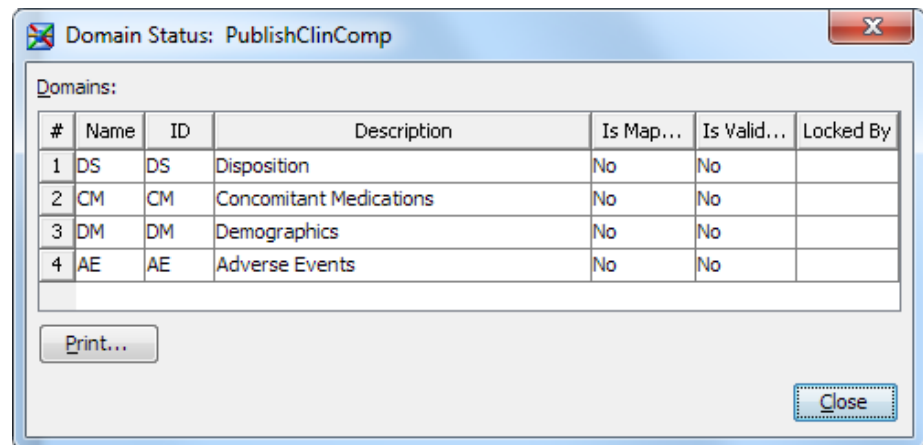 Domain Status: PublishClinComp
x
Domains:
# Name ID Description Is Map... Is Valid... Locked By
1 DS DS Disposition No No
2 CM CM Concomitant Medications No No
3 DM DM Demographics No No
4 AE AE Adverse Events No No
Print...
Close